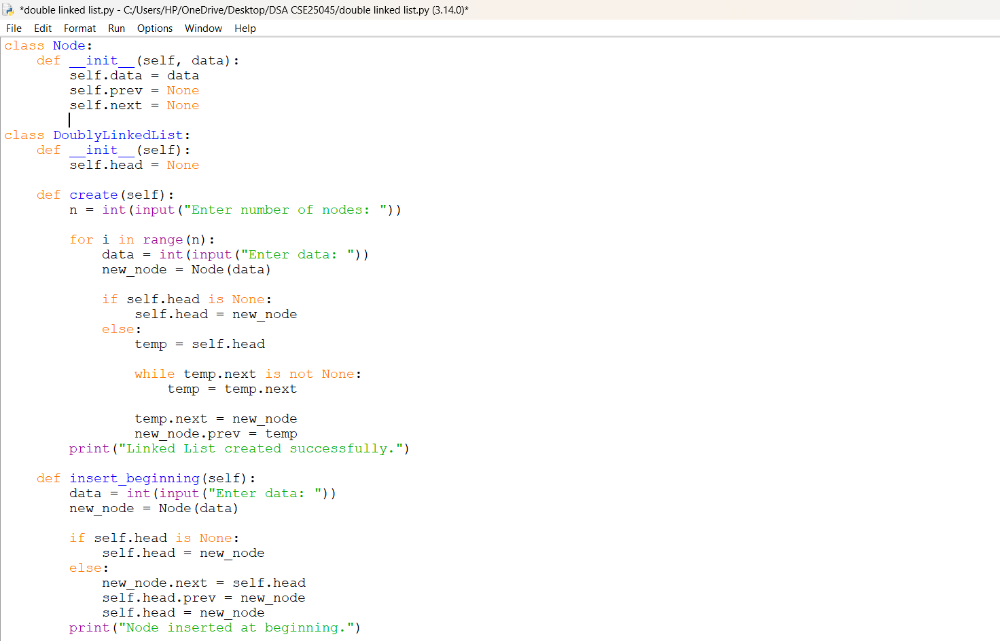 *double linked list.py - C:/Users/HP/OneDrive/Desktop/DSA CSE25045/double linked list.py (3.14.0)*
File Edit Format Run Options Window Help
class Node:
    def __init__(self, data):
        self.data = data
        self.prev = None
        self.next = None

class DoublyLinkedList:
    def __init__(self):
        self.head = None

    def create(self):
        n = int(input("Enter number of nodes: "))

        for i in range(n):
            data = int(input("Enter data: "))
            new_node = Node(data)

            if self.head is None:
                self.head = new_node
            else:
                temp = self.head

                while temp.next is not None:
                    temp = temp.next

                temp.next = new_node
                new_node.prev = temp
        print("Linked List created successfully.")

    def insert_beginning(self):
        data = int(input("Enter data: "))
        new_node = Node(data)

        if self.head is None:
            self.head = new_node
        else:
            new_node.next = self.head
            self.head.prev = new_node
            self.head = new_node
        print("Node inserted at beginning.")